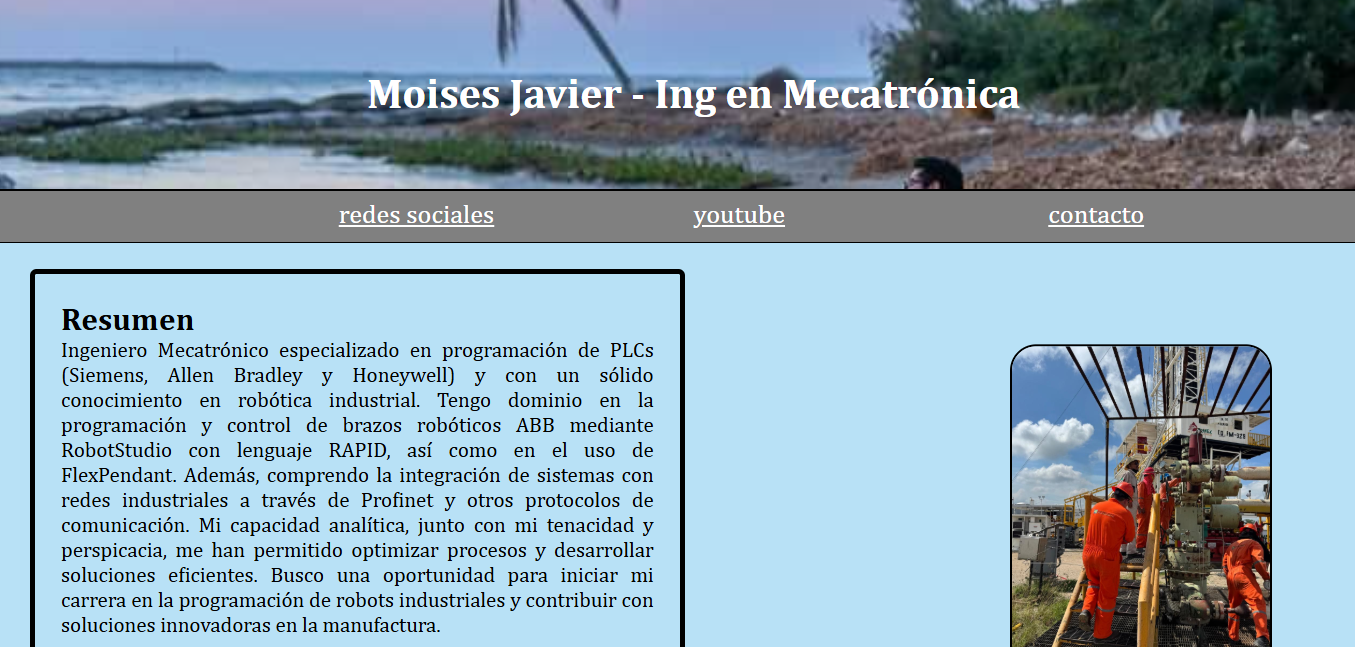 Moises Javier - Ing en Mecatrónica
redes sociales
youtube
contacto
Resumen
Ingeniero Mecatrónico especializado en programación de PLCs
(Siemens, Allen Bradley y Honeywell) y con un sólido
conocimiento en robótica industrial. Tengo dominio en la
programación y control de brazos robóticos ABB mediante
RobotStudio con lenguaje RAPID, así como en el uso de
FlexPendant. Además, comprendo la integración de sistemas con
redes industriales a través de Profinet y otros protocolos de
comunicación. Mi capacidad analítica, junto con mi tenacidad y
perspicacia, me han permitido optimizar procesos y desarrollar
soluciones eficientes. Busco una oportunidad para iniciar mi
carrera en la programación de robots industriales y contribuir con
soluciones innovadoras en la manufactura.